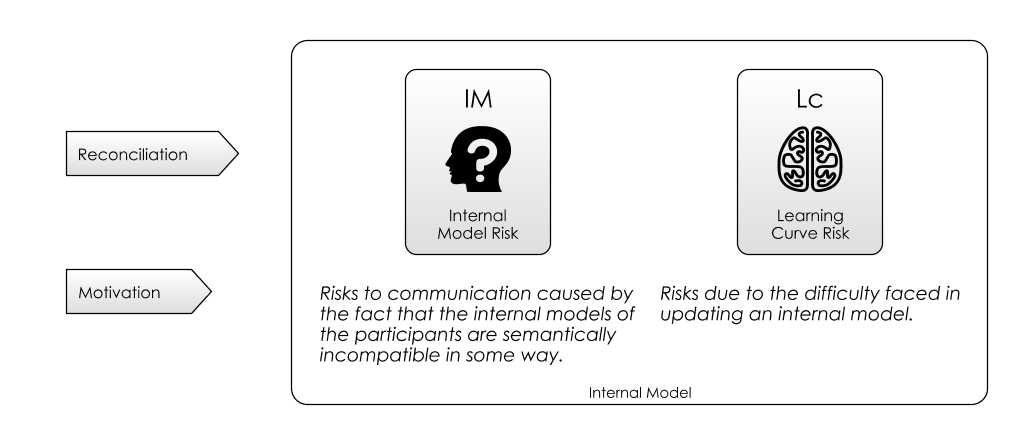 Reconciliation
Motivation
IM
Internal
Model Risk
Risks to communication caused by
the fact that the internal models of
the participants are semantically
incompatible in some way.
Lc
Learning
Curve Risk
Risks due to the difficulty faced in
updating an internal model.
Internal Model